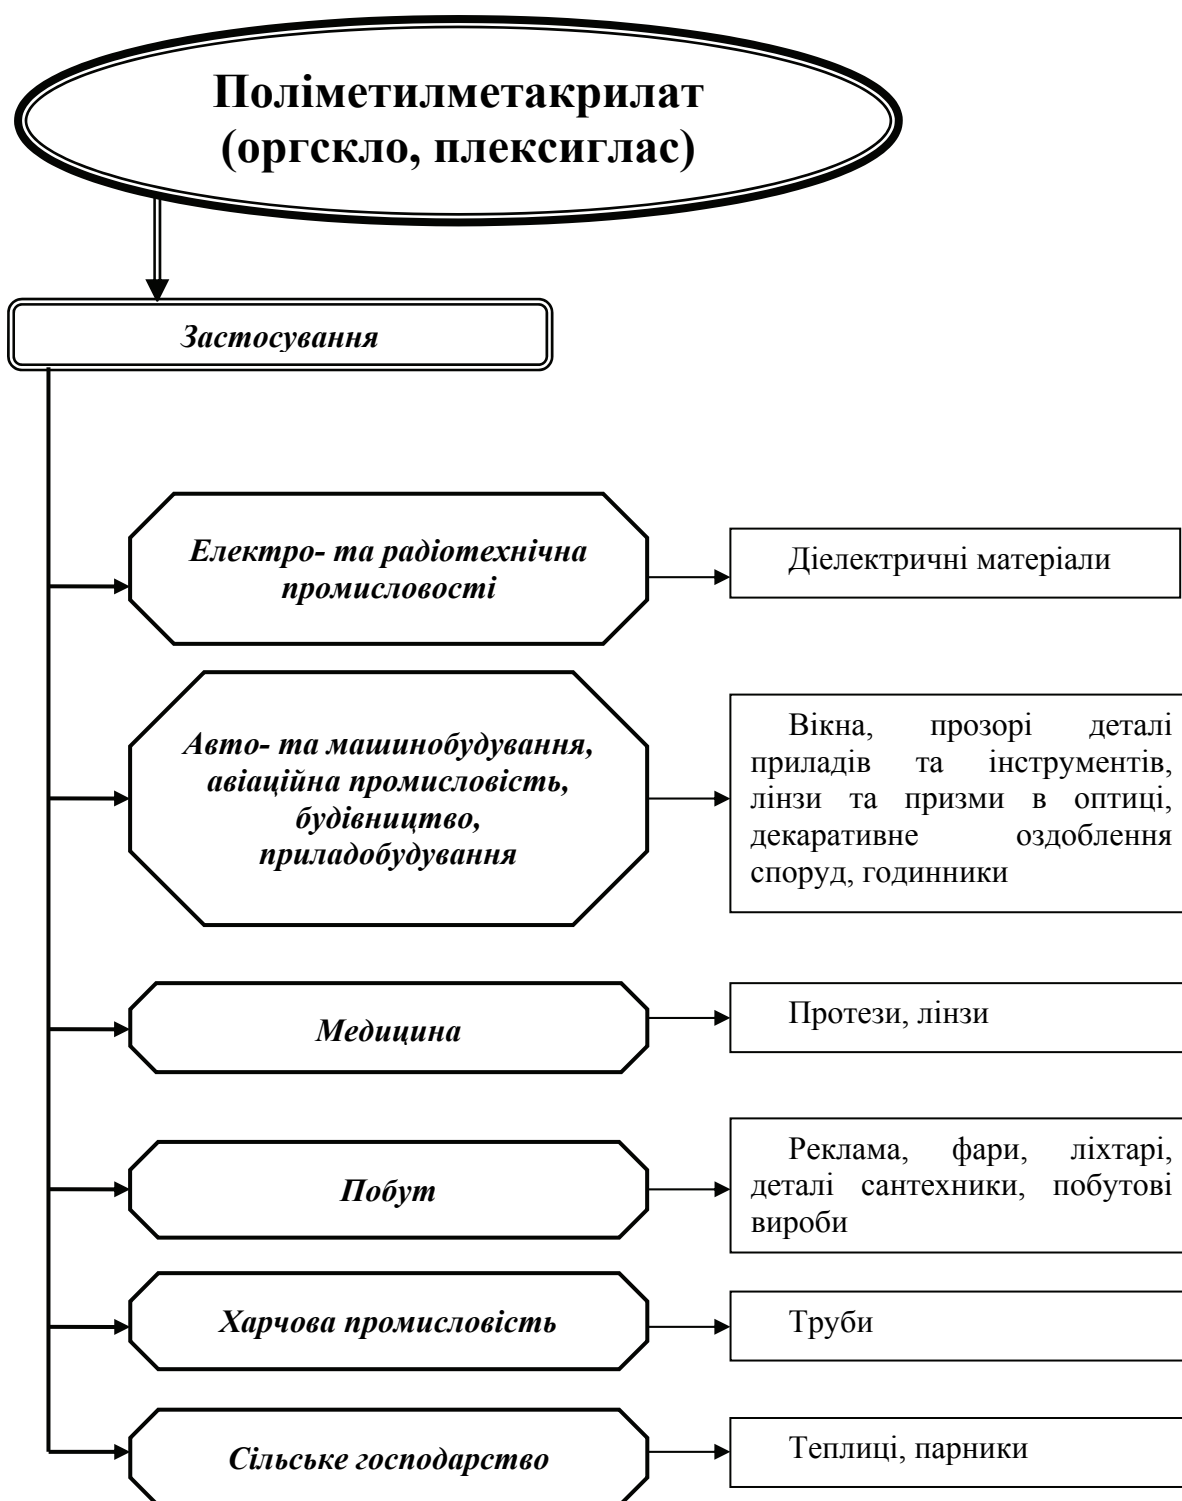 Поліметилметакрилат
(оргскло, плексиглас)
Застосування
Електро- та радіотехнічна
промисловості
Діелектричні матеріали
Авто- та машинобудування,
авіаційна промисловість,
будівництво,
приладобудування
Вікна, прозорі деталі
приладів та інструментів,
лінзи та призми в оптиці,
декаративне оздоблення
споруд, годинники
Медицина
Протези, лінзи
Побут
Реклама, фари, ліхтарі,
деталі сантехники, побутові
вироби
Харчова промисловість
Труби
Сільське господарство
Теплиці, парники